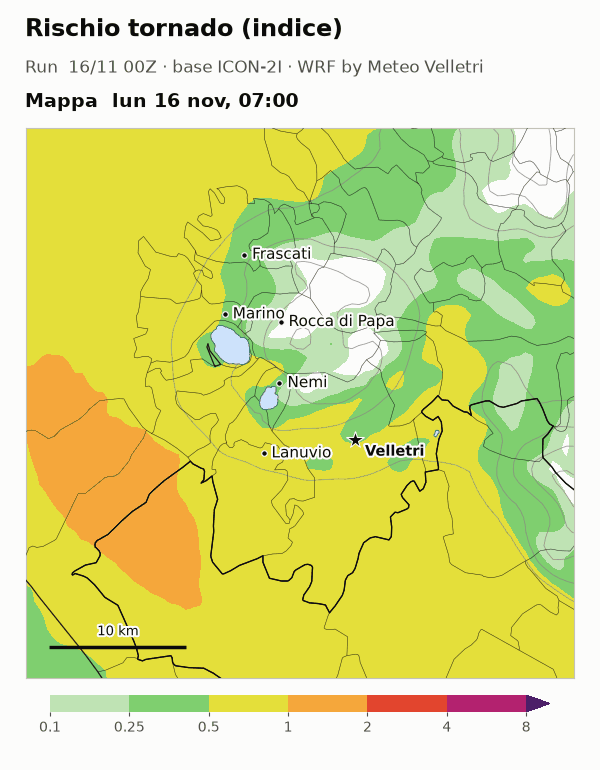 Rischio tornado (indice)
Run  16/11 00Z · base ICON-2I · WRF by Meteo Velletri
Mappa  lun 16 nov, 07:00
Frascati
Marino
Rocca di Papa
Nemi
Velletri
Lanuvio
10 km
0.1 0.25 0.5 1 2 4 8